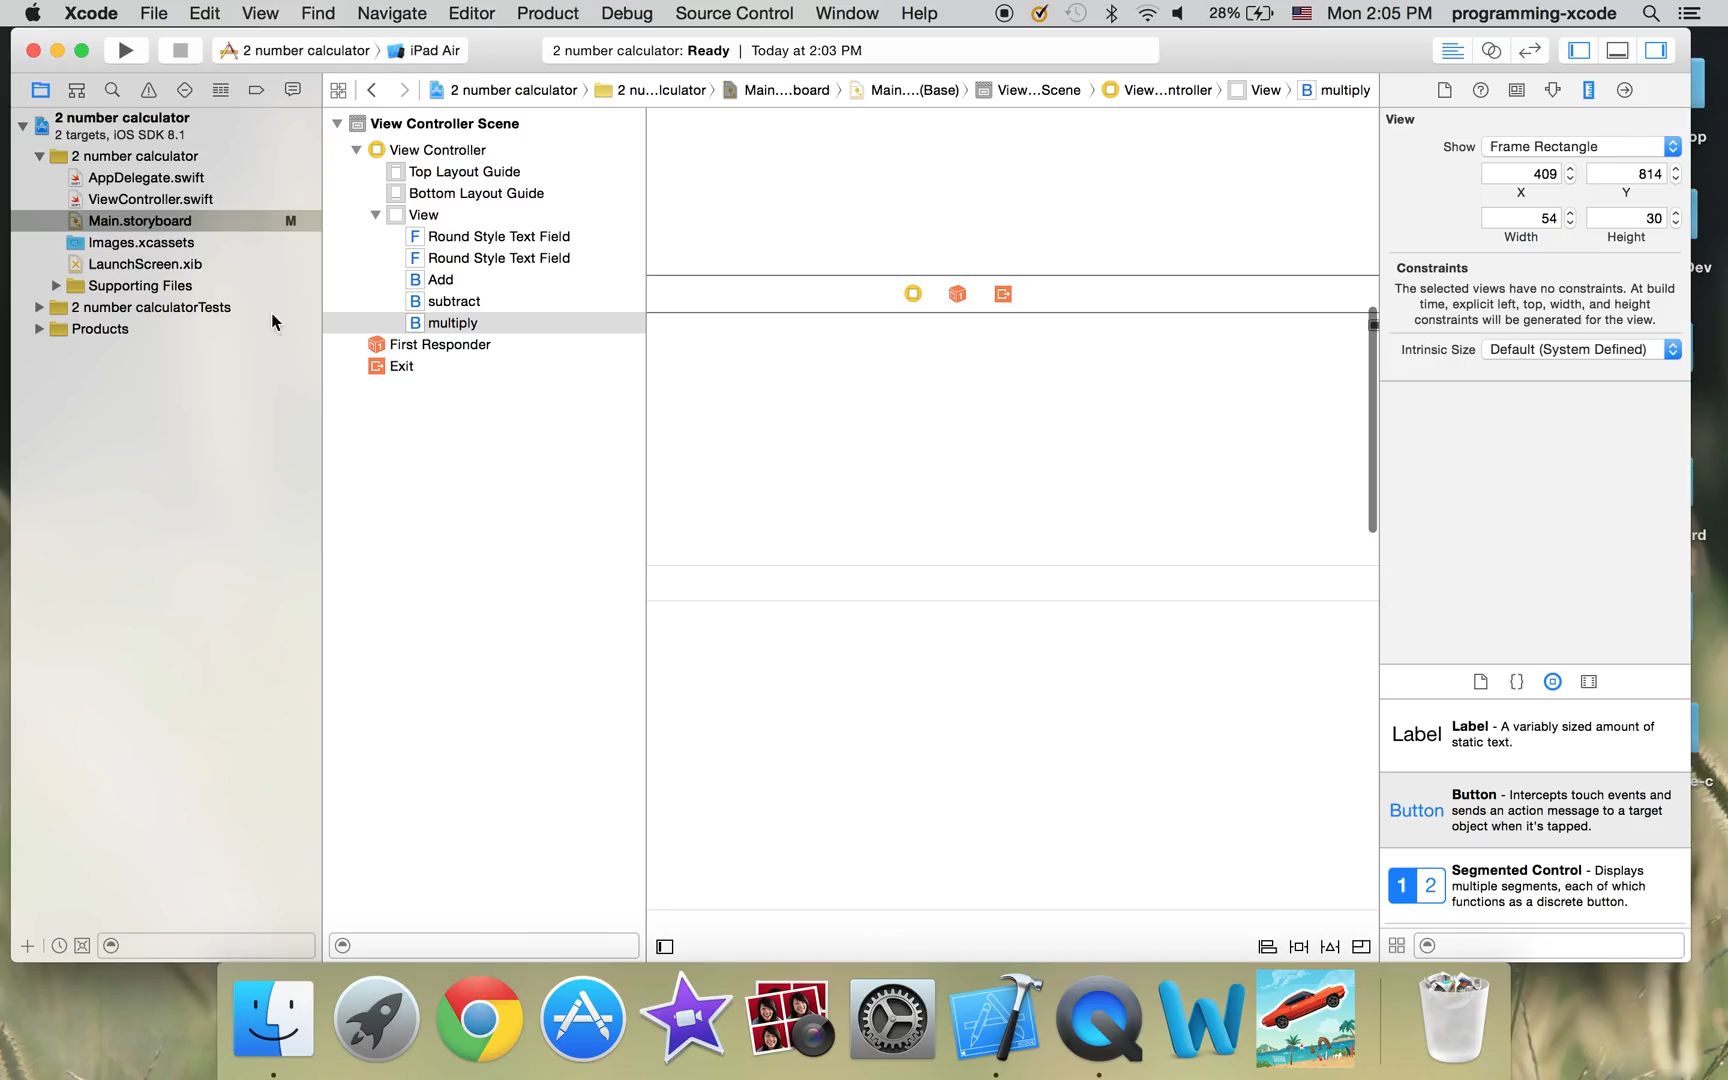 Xcode File Edit View Find Navigate Editor Product Debug Source Control Window Help 28% Mon 2:05 PM programming-xcode
2 number calculator iPad Air 2 number calculator: Ready | Today at 2:03 PM
2 number calculator 2 nu...lculator Main....board Main....(Base) View...Scene View...ntroller View B multiply
2 number calculator
2 targets, iOS SDK 8.1
2 number calculator
AppDelegate.swift
ViewController.swift
Main.storyboard M
Images.xcassets
LaunchScreen.xib
Supporting Files
2 number calculatorTests
Products
View Controller Scene
View Controller
Top Layout Guide
Bottom Layout Guide
View
F Round Style Text Field
F Round Style Text Field
B Add
B subtract
B multiply
First Responder
Exit
View
Show Frame Rectangle
409 814
X Y
54 30
Width Height
Constraints
The selected views have no constraints. At build
time, explicit left, top, width, and height
constraints will be generated for the view.
Intrinsic Size Default (System Defined)
Label Label - A variably sized amount of
static text.
Button Button - Intercepts touch events and
sends an action message to a target
object when it's tapped.
1 2 Segmented Control - Displays
multiple segments, each of which
functions as a discrete button.
op
Dev
rd
e-c